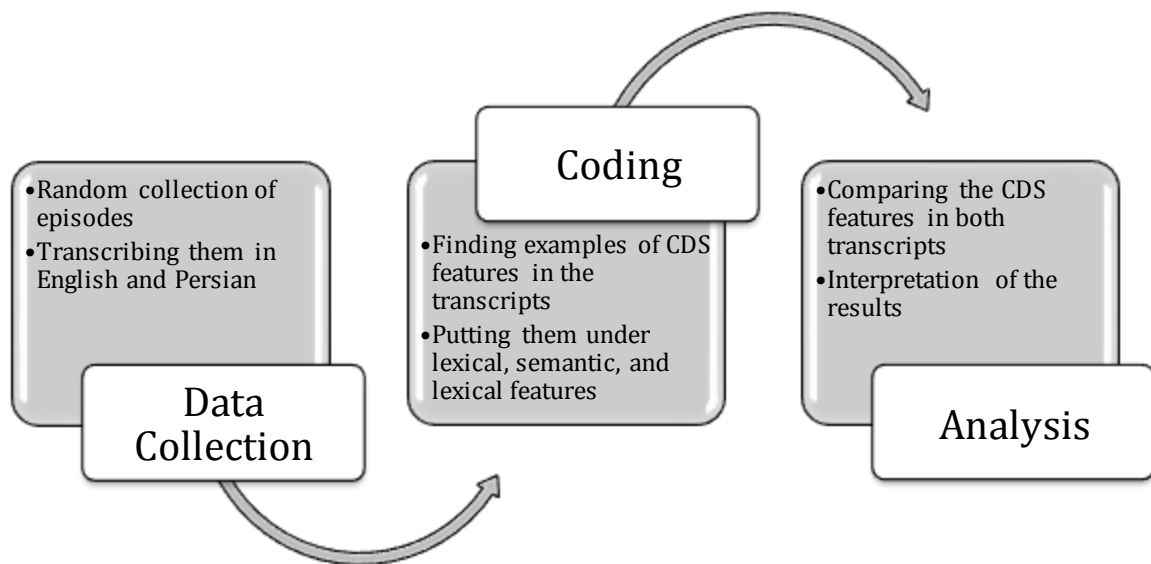 •Random collection of
episodes
•Transcribing them in
English and Persian
Data
Collection
Coding
•Finding examples of CDS
features in the
transcripts
•Putting them under
lexical, semantic, and
lexical features
•Comparing the CDS
features in both
transcripts
•Interpretation of the
results
Analysis